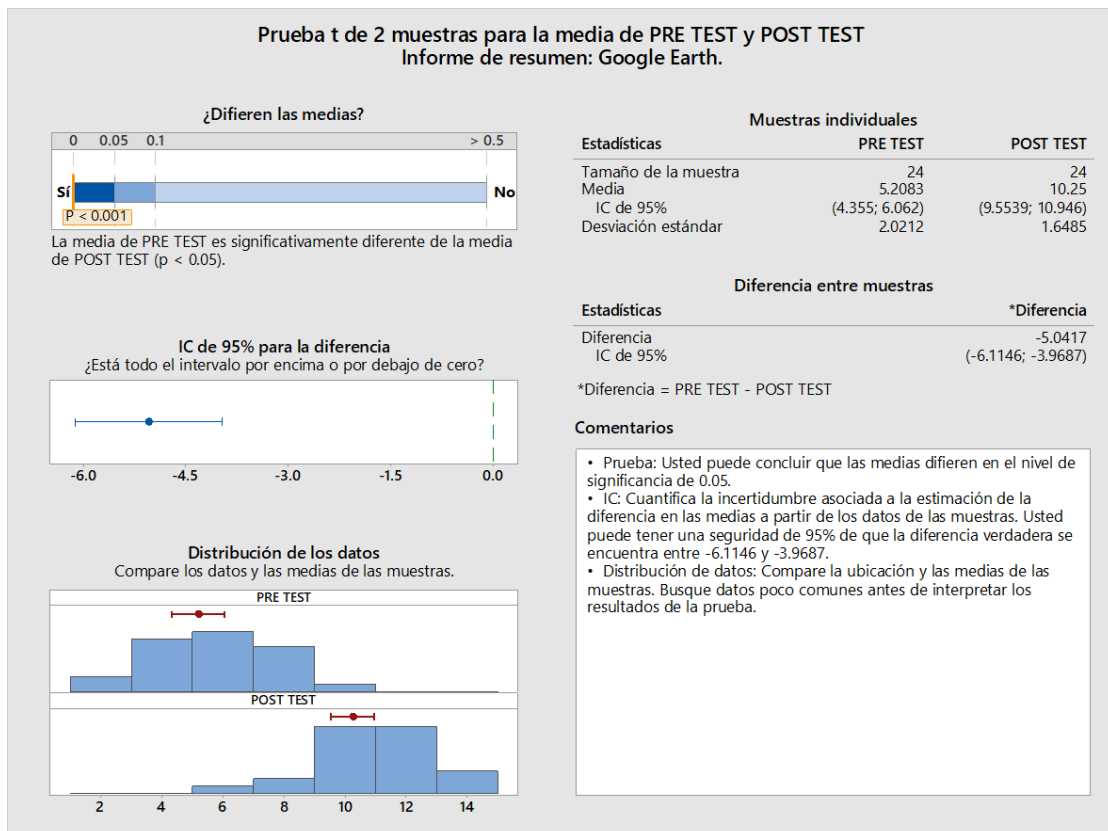 Prueba t de 2 muestras para la media de PRE TEST y POST TEST
Informe de resumen: Google Earth.
¿Difieren las medias?
0 0.05 0.1 > 0.5
Sí No
P < 0.001
La media de PRE TEST es significativamente diferente de la media
de POST TEST (p < 0.05).
IC de 95% para la diferencia
¿Está todo el intervalo por encima o por debajo de cero?
-6.0 -4.5 -3.0 -1.5 0.0
Distribución de los datos
Compare los datos y las medias de las muestras.
PRE TEST
POST TEST
2 4 6 8 10 12 14
Muestras individuales
Estadísticas PRE TEST POST TEST
Tamaño de la muestra 24 24
Media 5.2083 10.25
IC de 95% (4.355; 6.062) (9.5539; 10.946)
Desviación estándar 2.0212 1.6485
Diferencia entre muestras
Estadísticas *Diferencia
Diferencia -5.0417
IC de 95% (-6.1146; -3.9687)
*Diferencia = PRE TEST - POST TEST
Comentarios
• Prueba: Usted puede concluir que las medias difieren en el nivel de
significancia de 0.05.
• IC: Cuantifica la incertidumbre asociada a la estimación de la
diferencia en las medias a partir de los datos de las muestras. Usted
puede tener una seguridad de 95% de que la diferencia verdadera se
encuentra entre -6.1146 y -3.9687.
• Distribución de datos: Compare la ubicación y las medias de las
muestras. Busque datos poco comunes antes de interpretar los
resultados de la prueba.